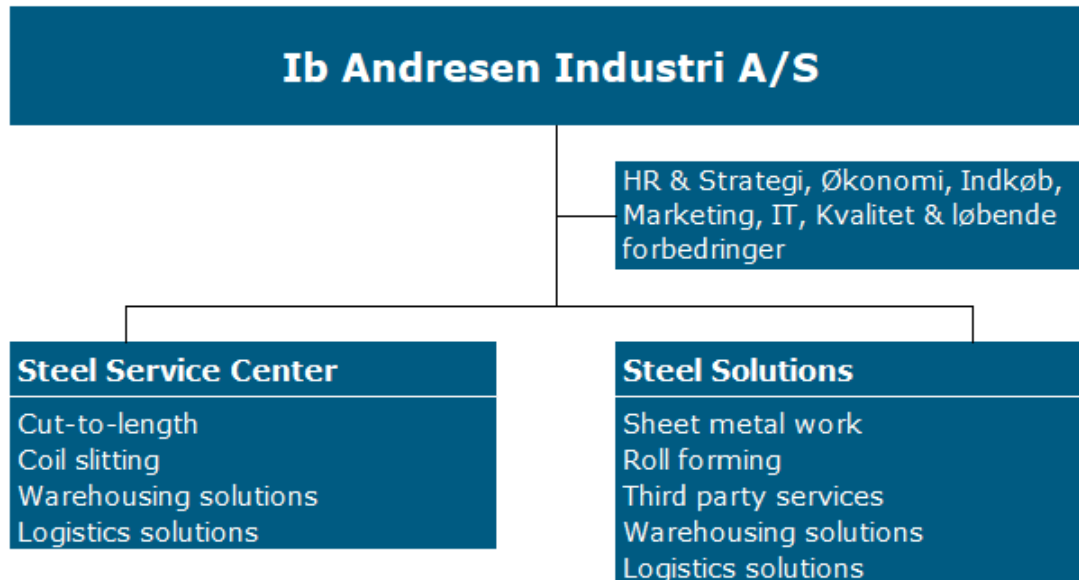 Ib Andresen Industri A/S
HR & Strategi, Økonomi, Indkøb,
Marketing, IT, Kvalitet & løbende
forbedringer
Steel Service Center
Cut-to-length
Coil slitting
Warehousing solutions
Logistics solutions
Steel Solutions
Sheet metal work
Roll forming
Third party services
Warehousing solutions
Logistics solutions